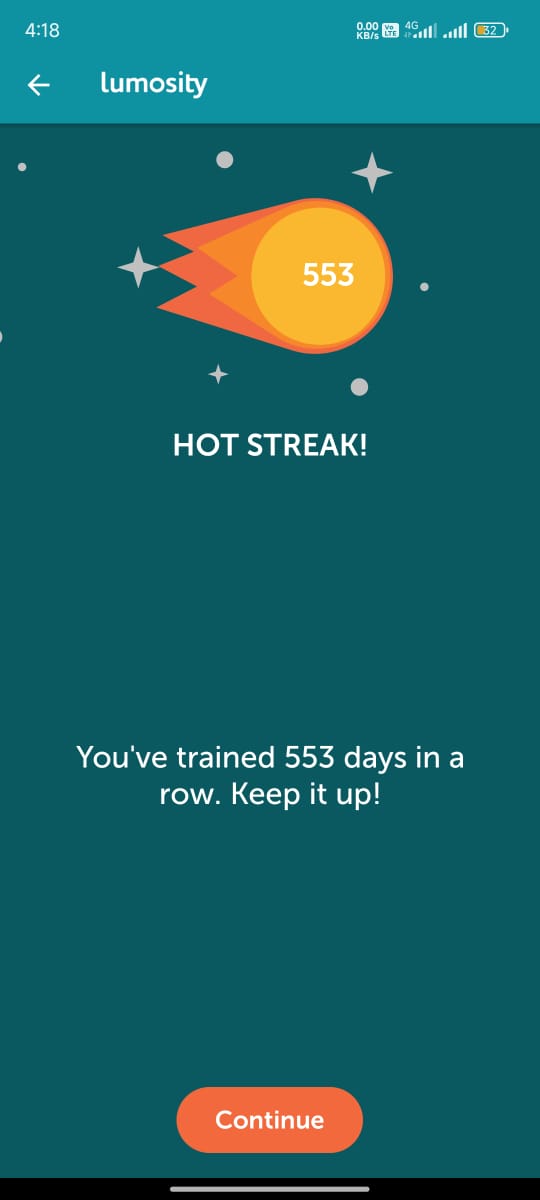 4:18
0.00
KB/s
Vo
LTE
4G
32
lumosity
553
HOT STREAK!
You've trained 553 days in a
row. Keep it up!
Continue